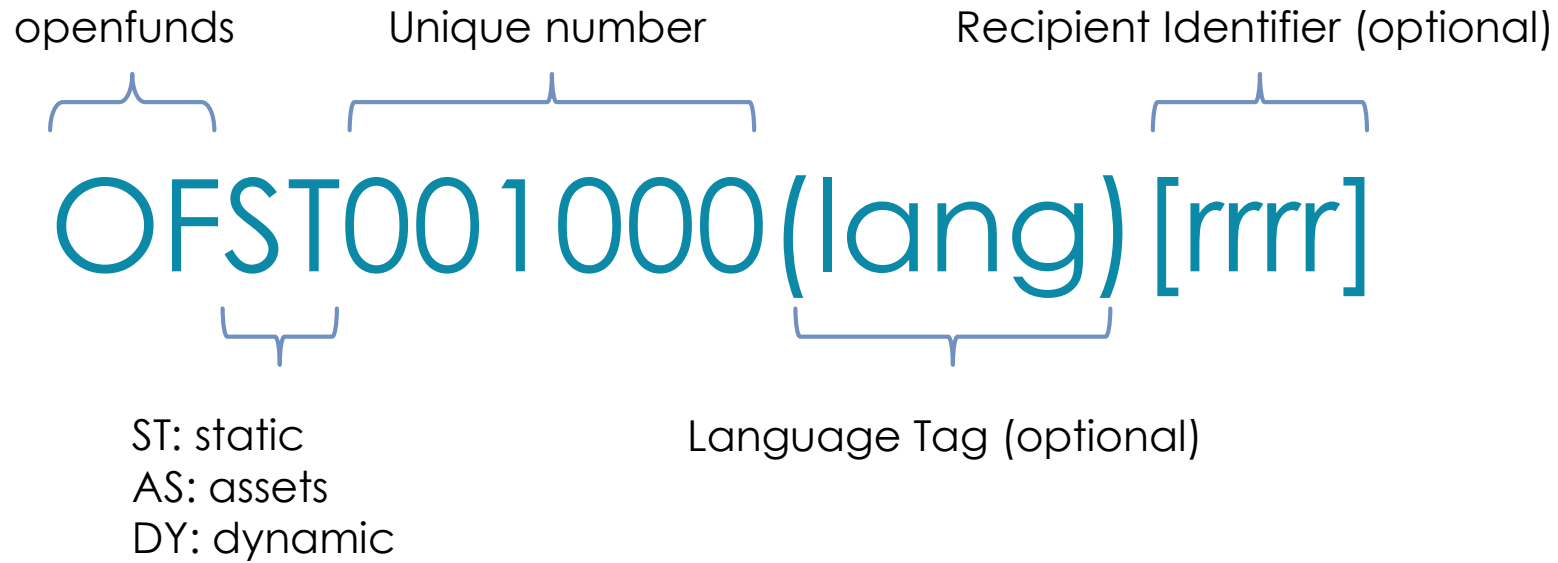 openfunds Unique number Recipient Identifier (optional)
OFST001000(lang)[rrrr]
ST: static Language Tag (optional)
AS: assets
DY: dynamic